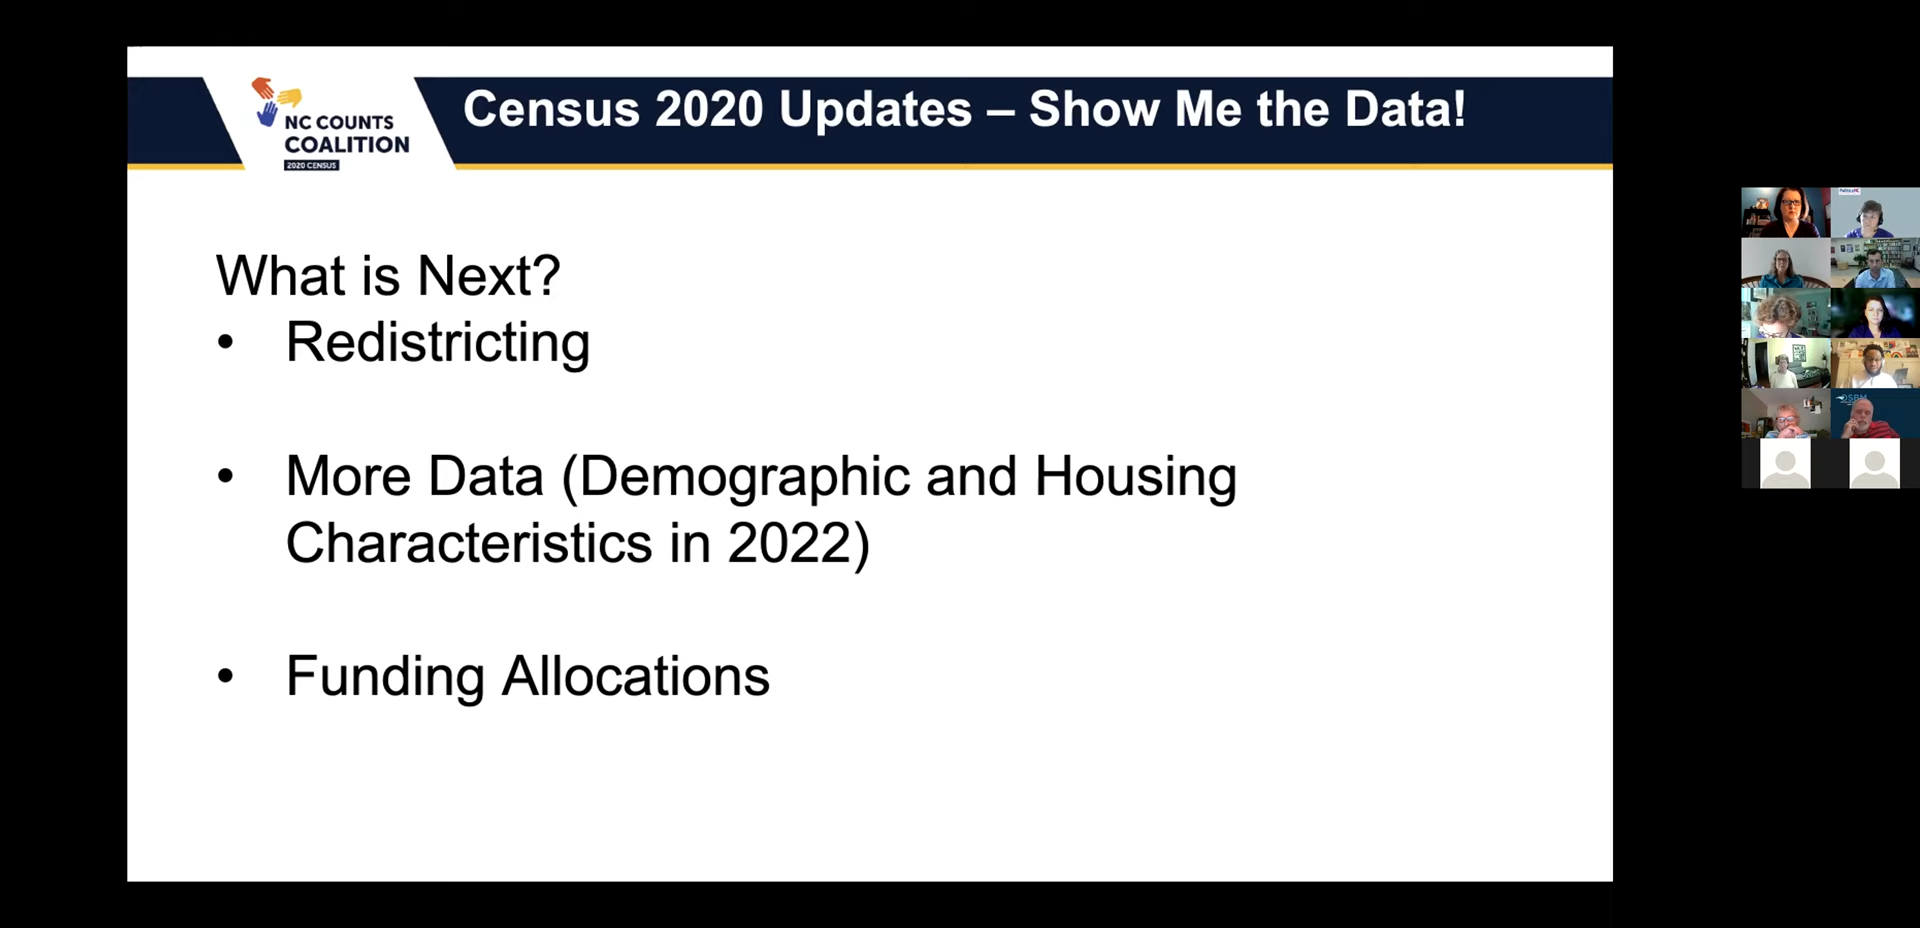 NC COUNTS
COALITION
2020 CENSUS
Census 2020 Updates – Show Me the Data!
What is Next?
• Redistricting
• More Data (Demographic and Housing
Characteristics in 2022)
• Funding Allocations
OSBM